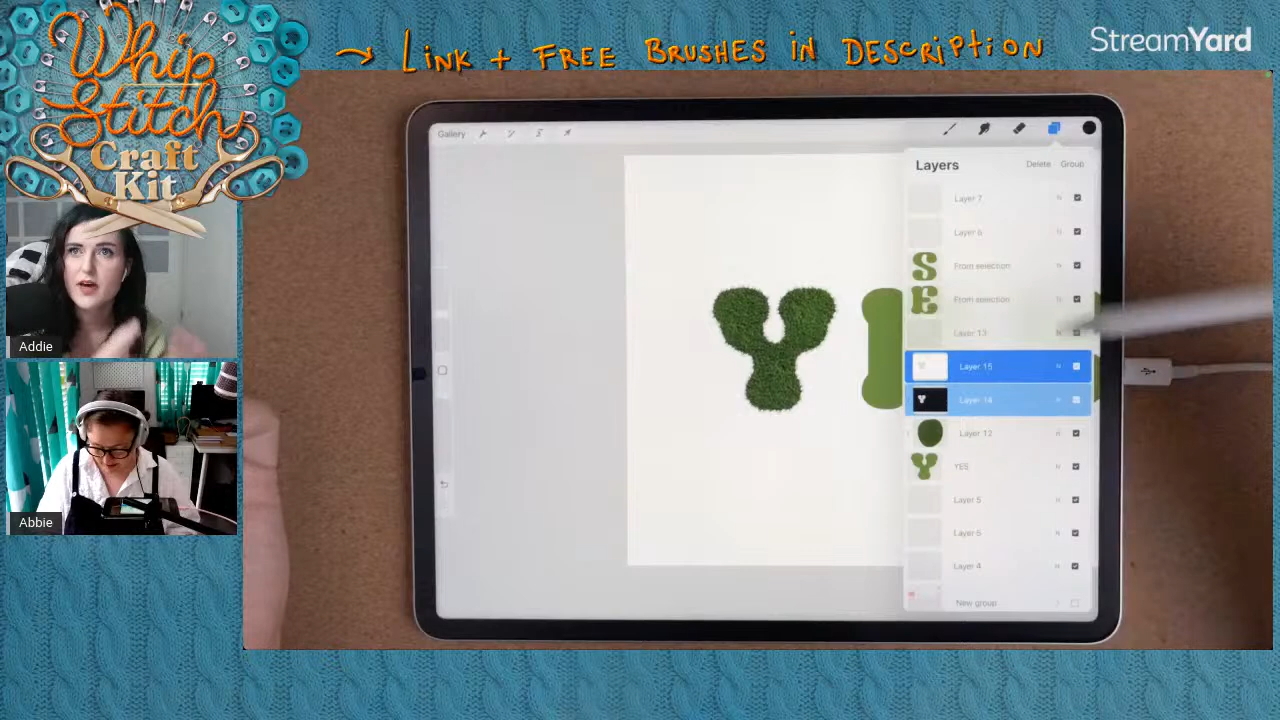 Whip
Stitch
Craft
Kit
→ Link + Free Brushes in Description
StreamYard
Gallery
Layers
Delete
Group
Layer 7
N
Layer 6
N
From selection
N
From selection
N
Layer 13
N
Layer 15
N
Layer 14
N
Layer 12
N
YES
N
Layer 5
N
Layer 5
N
Layer 4
N
New group
Y
S
E
Addie
Abbie